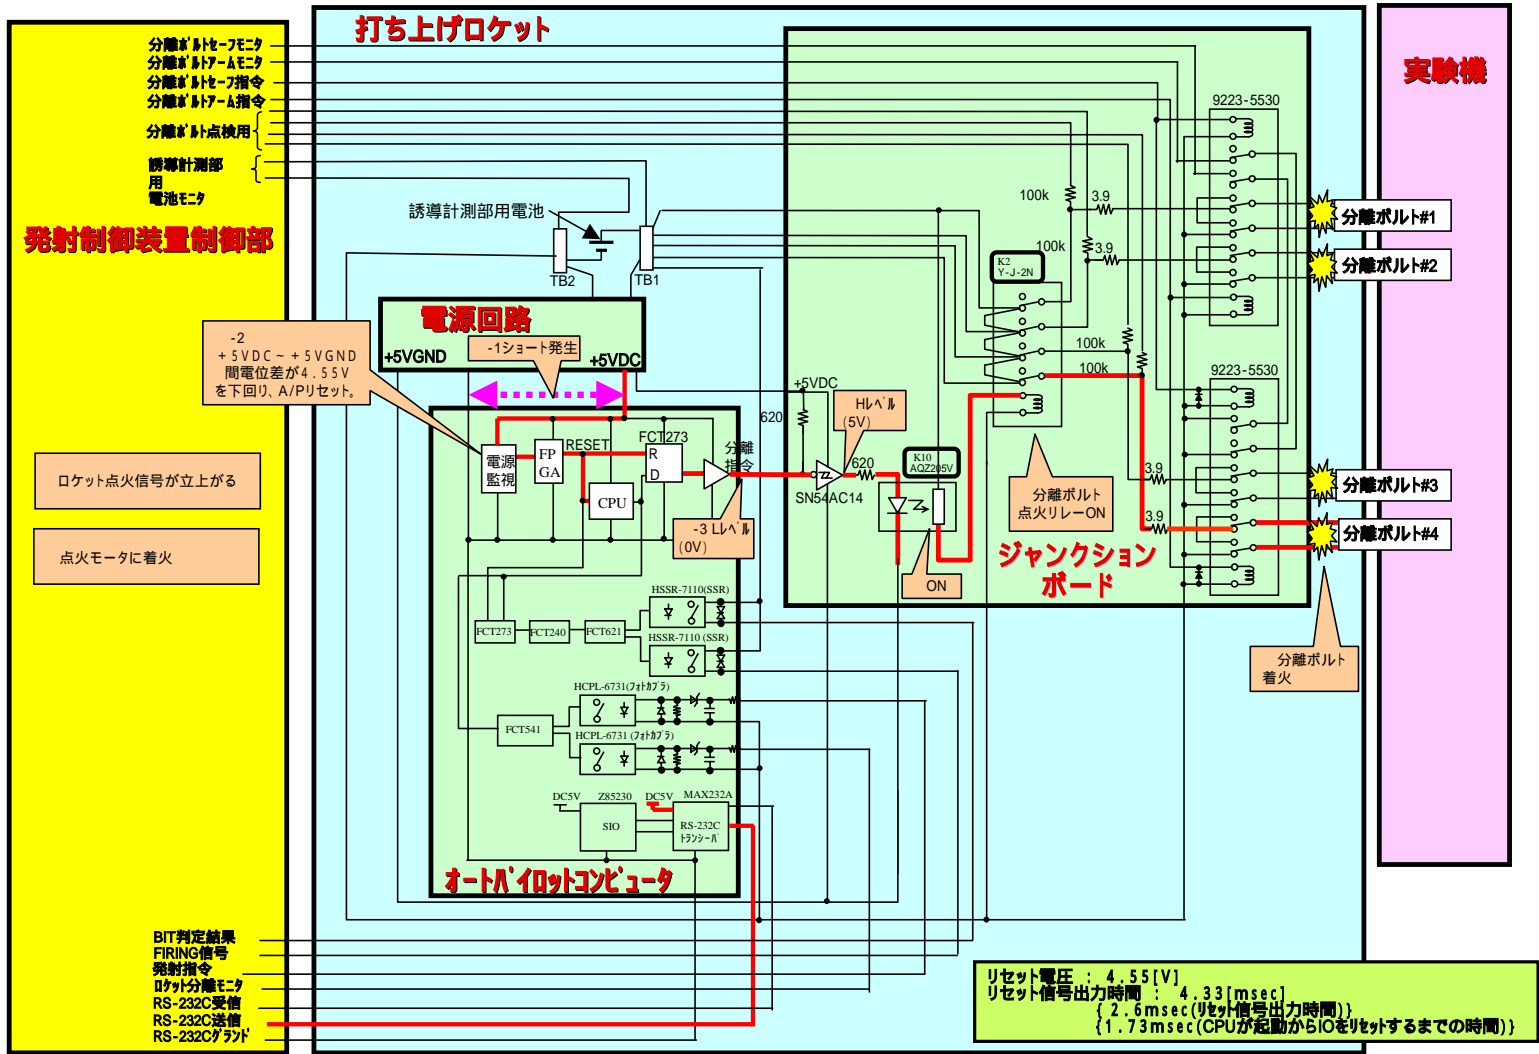 打ち上げロケット
分離ﾎﾞﾙﾄｾｰﾌﾓﾆﾀ
分離ﾎﾞﾙﾄｱｰﾑﾓﾆﾀ
分離ﾎﾞﾙﾄｾｰﾌ指令
分離ﾎﾞﾙﾄｱｰﾑ指令
分離ﾎﾞﾙﾄ点検用
誘導計測部
用
電池ﾓﾆﾀ
発射制御装置制御部
実験機
9223-5530
誘導計測部用電池
TB2
TB1
100k
3.9
100k
3.9
K2
Y-J-2N
分離ボルト#1
分離ボルト#2
電源回路
+5VGND
-1ショート発生
+5VDC
-2
+5VDC~+5VGND
間電位差が4.55V
を下回り、A/Pリセット。
100k
100k
9223-5530
+5VDC
620
Hﾚﾍﾞﾙ
(5V)
RESET
FCT273
分離
指令
電源
監視
FP
GA
R
D
CPU
620
K10
AQZ205V
SN54AC14
3.9
3.9
分離ボルト
点火リレーON
分離ボルト#3
分離ボルト#4
ロケット点火信号が立上がる
点火モータに着火
-3 Lﾚﾍﾞﾙ
(0V)
ON
ジャンクション
ボード
HSSR-7110(SSR)
FCT273
FCT240
FCT621
HSSR-7110 (SSR)
分離ボルト
着火
HCPL-6731(ﾌｫﾄｶﾌﾟﾗ)
FCT541
HCPL-6731 (ﾌｫﾄｶﾌﾟﾗ)
DC5V
Z85230
DC5V
MAX232A
SIO
RS-232C
ﾄﾗﾝｼｰﾊﾞ
ｵｰﾄﾊﾟｲﾛｯﾄｺﾝﾋﾟｭｰﾀ
BIT判定結果
FIRING信号
発射指令
ﾛｹｯﾄ分離ﾓﾆﾀ
RS-232C受信
RS-232C送信
RS-232Cｸﾞﾗﾝﾄﾞ
リセット電圧 : 4.55[V]
リセット信号出力時間 : 4.33[msec]
{ 2.6msec(ﾘｾｯﾄ信号出力時間)}
{1.73msec(CPUが起動からIOをﾘｾｯﾄするまでの時間)}